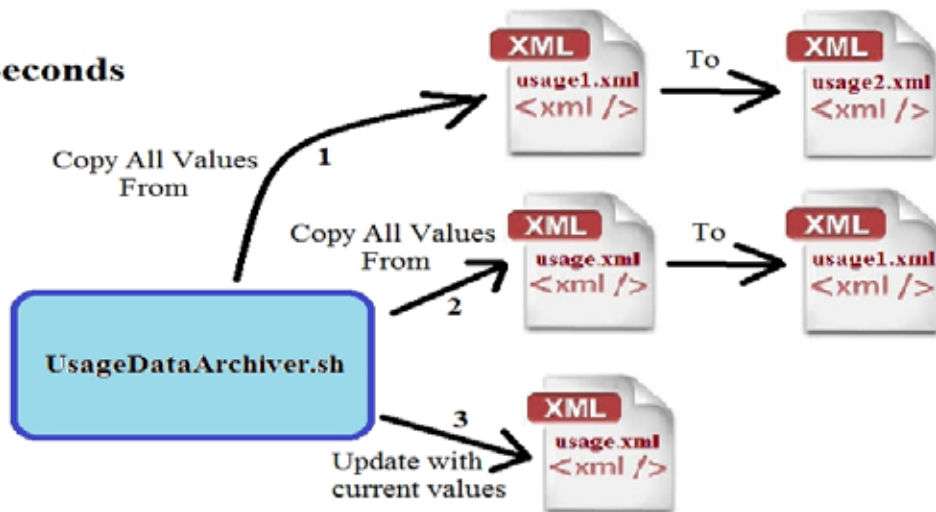 XML
usage1.xml
<xml />
To
XML
usage2.xml
<xml />
Copy All Values
From
1
Copy All Values
From
2
XML
usage.xml
<xml />
To
XML
usage1.xml
<xml />
UsageDataArchiver.sh
3
Update with
current values
XML
usage.xml
<xml />